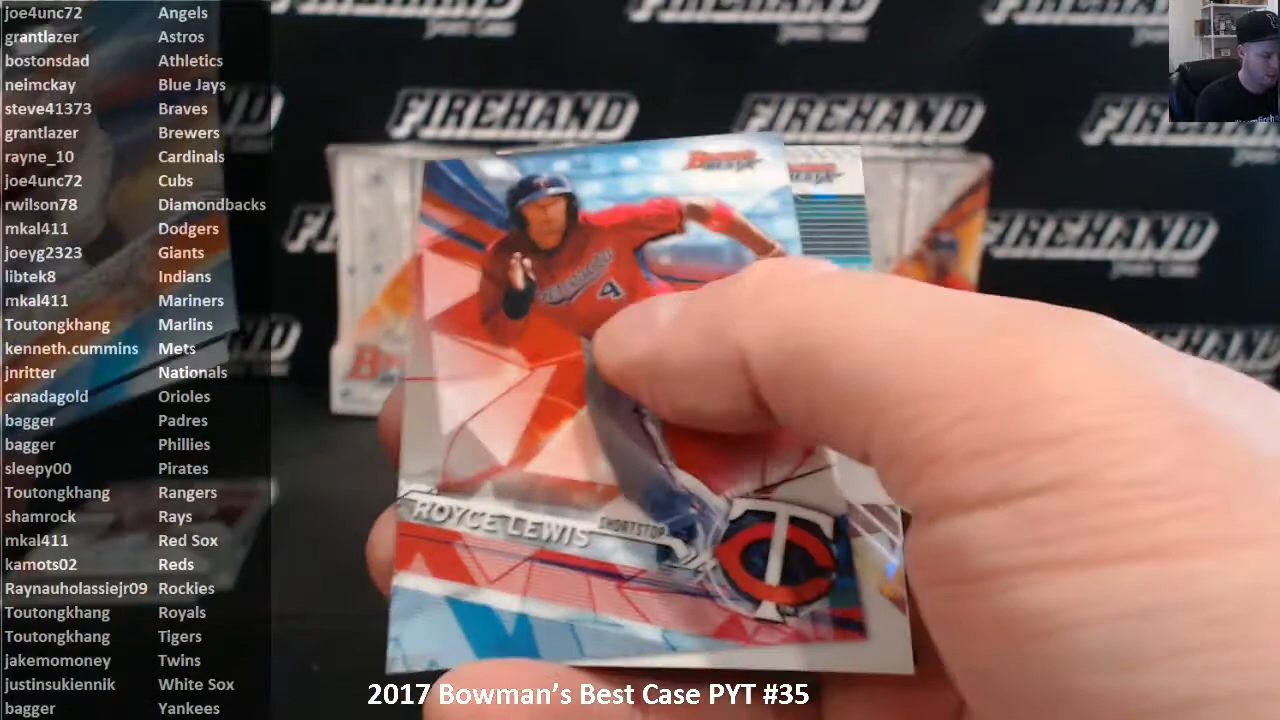 joe4unc72 Angels
grantlazer Astros
bostonsdad Athletics
neimckay Blue Jays
steve41373 Braves
grantlazer Brewers
rayne_10 Cardinals
joe4unc72 Cubs
rwilson78 Diamondbacks
mkal411 Dodgers
joeyg2323 Giants
libtek8 Indians
mkal411 Mariners
Toutongkhang Marlins
kenneth.cummins Mets
jnritter Nationals
canadagold Orioles
bagger Padres
bagger Phillies
sleepy00 Pirates
Toutongkhang Rangers
shamrock Rays
mkal411 Red Sox
kamots02 Reds
Raynauholassiejr09 Rockies
Toutongkhang Royals
Toutongkhang Tigers
jakemomoney Twins
justinsukiennik White Sox
bagger Yankees
FIREHAND
FIREHAND
FIREHAND
BOWMAN'S BEST
4
ROYCE LEWIS SHORTSTOP
TC
2017 Bowman's Best Case PYT #35